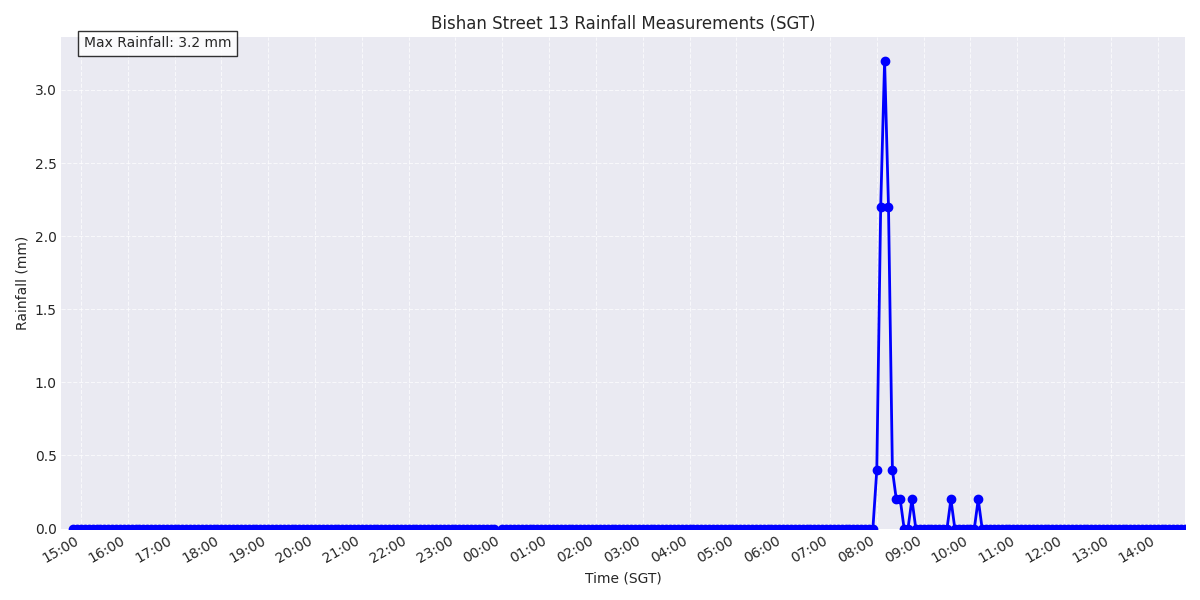 Bishan Street 13 Rainfall Measurements (SGT)
Max Rainfall: 3.2 mm
Rainfall (mm)
3.0
2.5
2.0
1.5
1.0
0.5
0.0
15:00 16:00 17:00 18:00 19:00 20:00 21:00 22:00 23:00 00:00 01:00 02:00 03:00 04:00 05:00 06:00 07:00 08:00 09:00 10:00 11:00 12:00 13:00 14:00
Time (SGT)